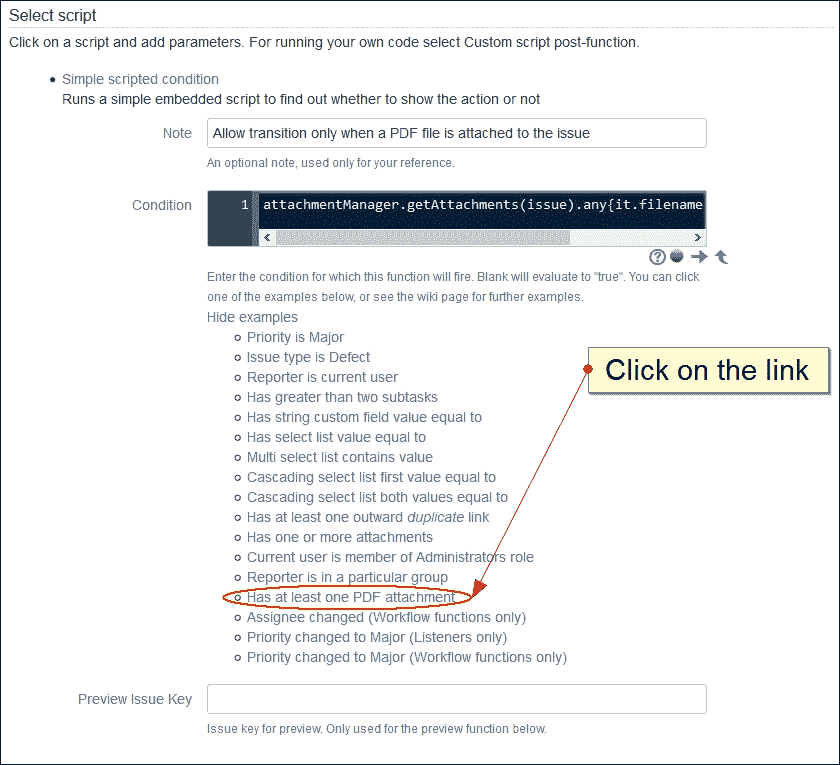 Select script
Click on a script and add parameters. For running your own code select Custom script post-function.
Simple scripted condition
Runs a simple embedded script to find out whether to show the action or not
Note
Allow transition only when a PDF file is attached to the issue
An optional note, used only for your reference.
Condition
1 attachmentManager.getAttachments(issue).any{it.filename
Enter the condition for which this function will fire. Blank will evaluate to "true". You can click
one of the examples below, or see the wiki page for further examples.
Hide examples
Priority is Major
Issue type is Defect
Reporter is current user
Click on the link
Has greater than two subtasks
Has string custom field value equal to
Has select list value equal to
Multi select list contains value
Cascading select list first value equal to
Cascading select list both values equal to
Has at least one outward duplicate link
Has one or more attachments
Current user is member of Administrators role
Reporter is in a particular group
Has at least one PDF attachment
Assignee changed (Workflow functions only)
Priority changed to Major (Listeners only)
Priority changed to Major (Workflow functions only)
Preview Issue Key
Issue key for preview. Only used for the preview function below.